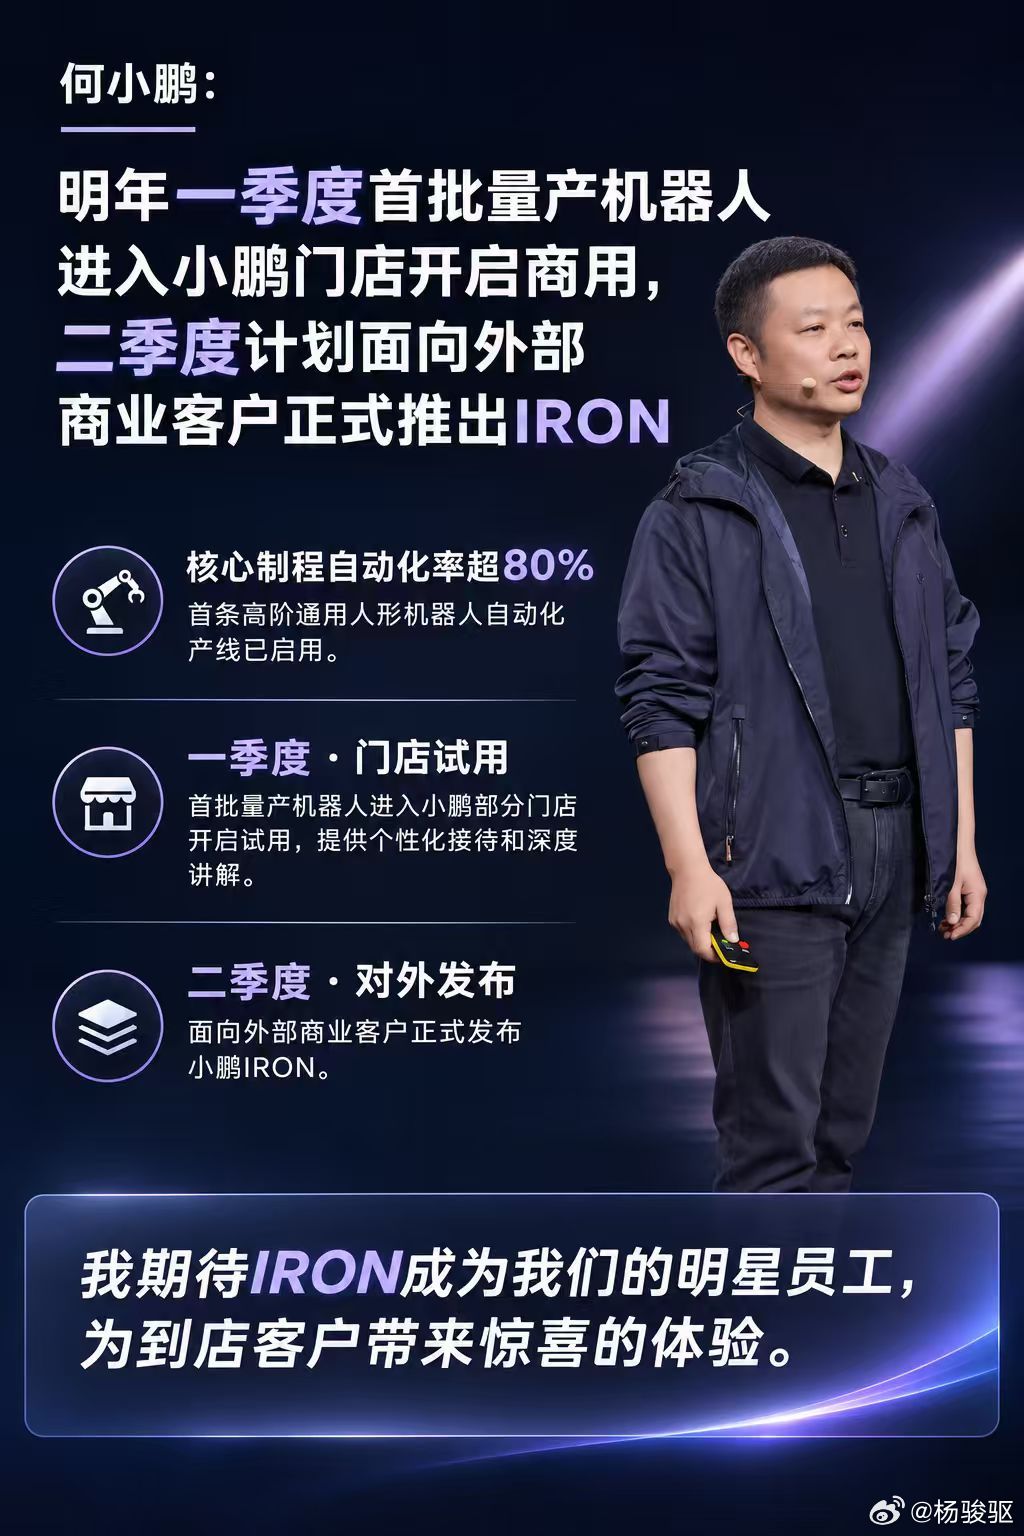 何小鹏：
明年一季度首批量产机器人
进入小鹏门店开启商用，
二季度计划面向外部
商业客户正式推出IRON
核心制程自动化率超80%
首条高阶通用人形机器人自动化
产线已启用。
一季度·门店试用
首批量产机器人进入小鹏部分门店
开启试用，提供个性化接待和深度
讲解。
二季度·对外发布
面向外部商业客户正式发布
小鹏IRON。
我期待IRON成为我们的明星员工，
为到店客户带来惊喜的体验。
@杨骏驱